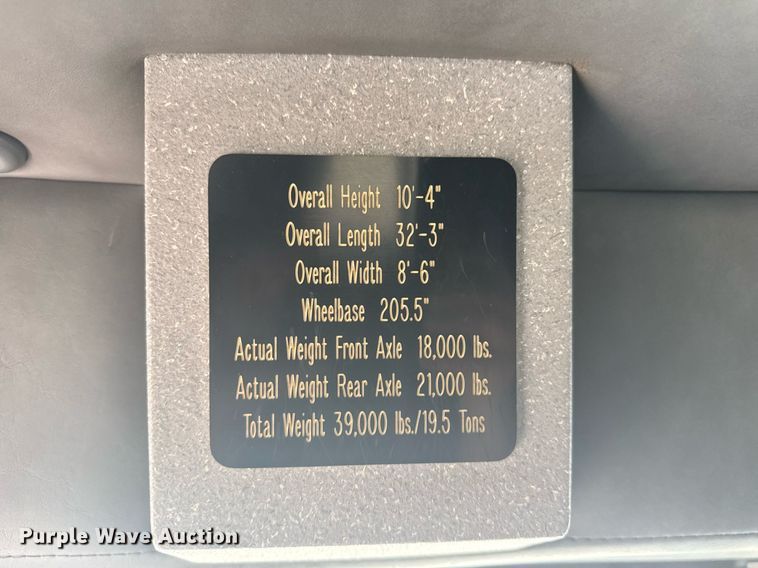 Overall Height 10'-4"
Overall Length 32'-3"
Overall Width 8'-6"
Wheelbase 205.5"
Actual Weight Front Axle 18,000 lbs.
Actual Weight Rear Axle 21,000 lbs.
Total Weight 39,000 lbs./19.5 Tons
Purple Wave Auction